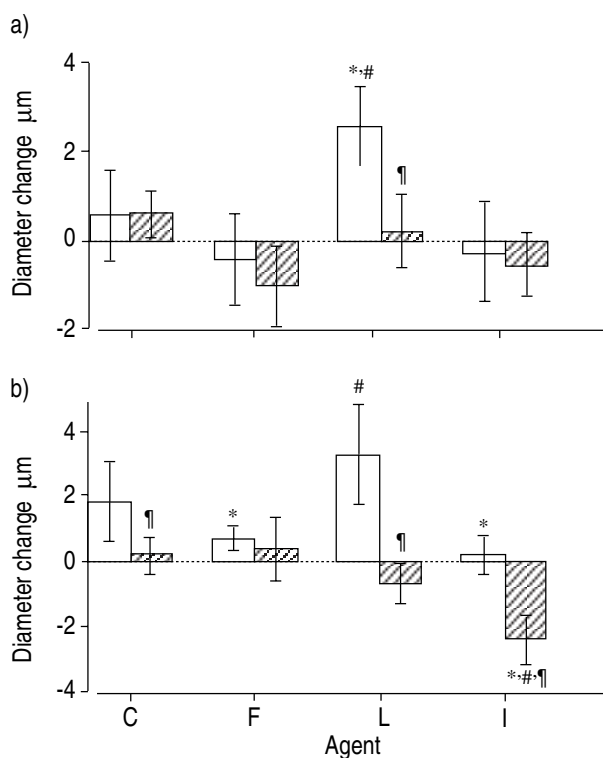 a)
Diameter change µm
4
2
0
-2
*,#
¶
b)
Diameter change µm
4
2
0
-2
-4
¶
*
#
¶
*
*,#,¶
C F L I
Agent